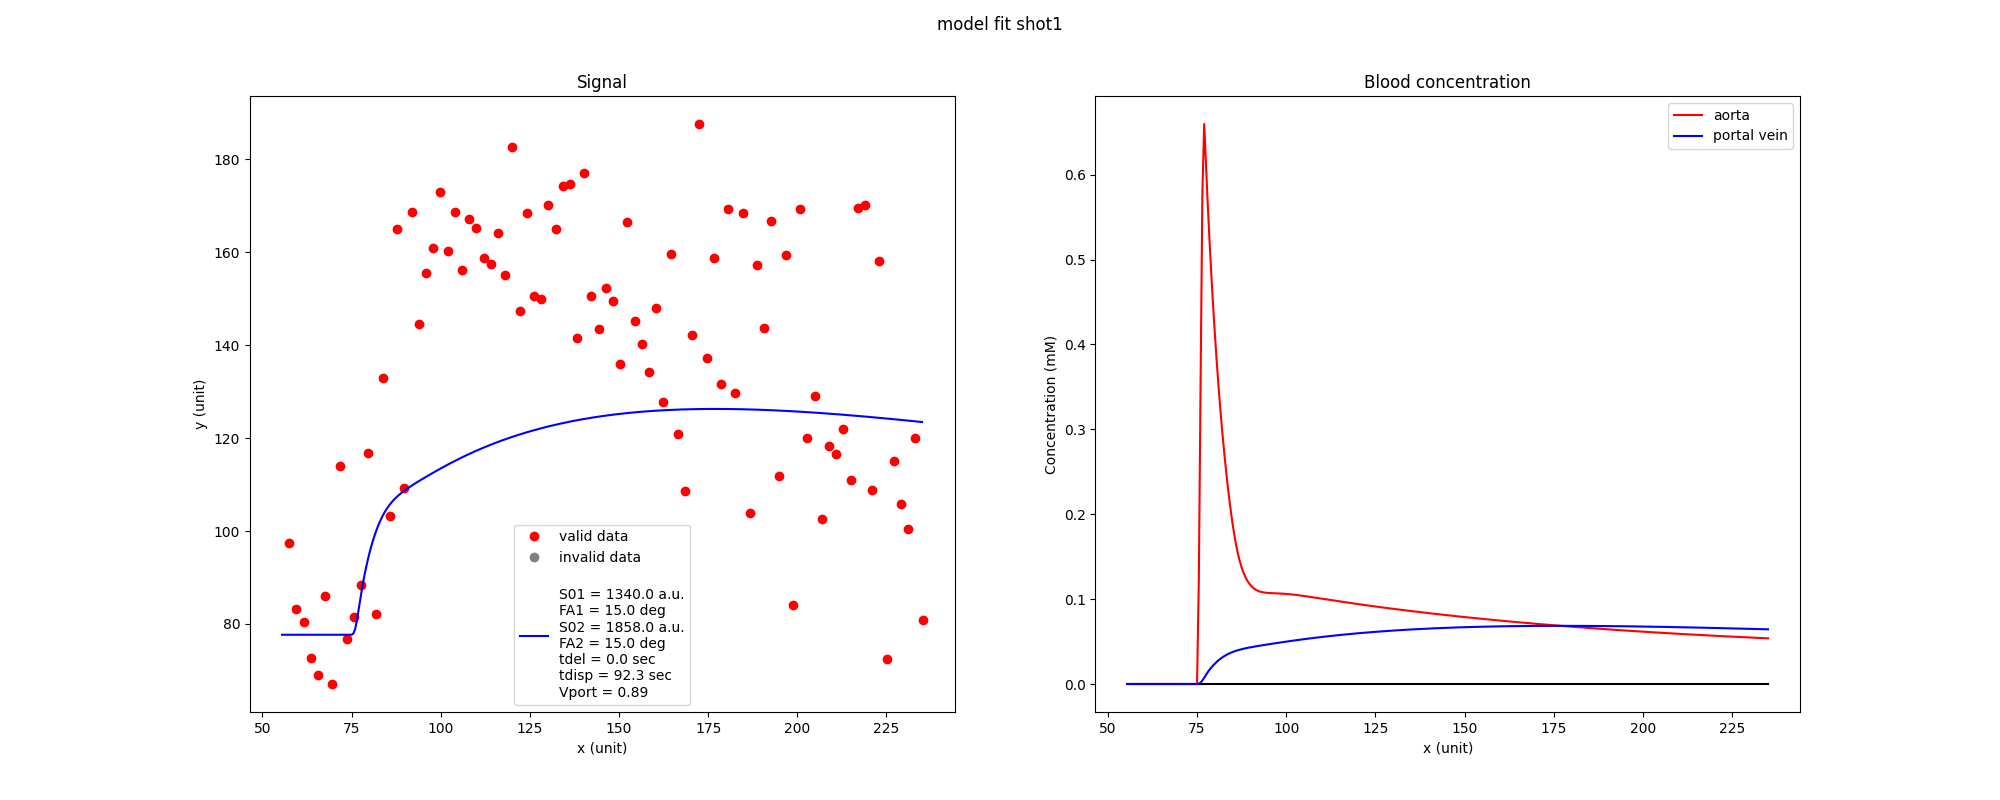 model fit shot1
Signal
y (unit)
180
160
140
120
100
80
valid data
invalid data
S01 = 1340.0 a.u.
FA1 = 15.0 deg
S02 = 1858.0 a.u.
FA2 = 15.0 deg
tdel = 0.0 sec
tdisp = 92.3 sec
Vport = 0.89
50 75 100 125 150 175 200 225
x (unit)
Blood concentration
Concentration (mM)
0.6
0.5
0.4
0.3
0.2
0.1
0.0
aorta
portal vein
50 75 100 125 150 175 200 225
x (unit)